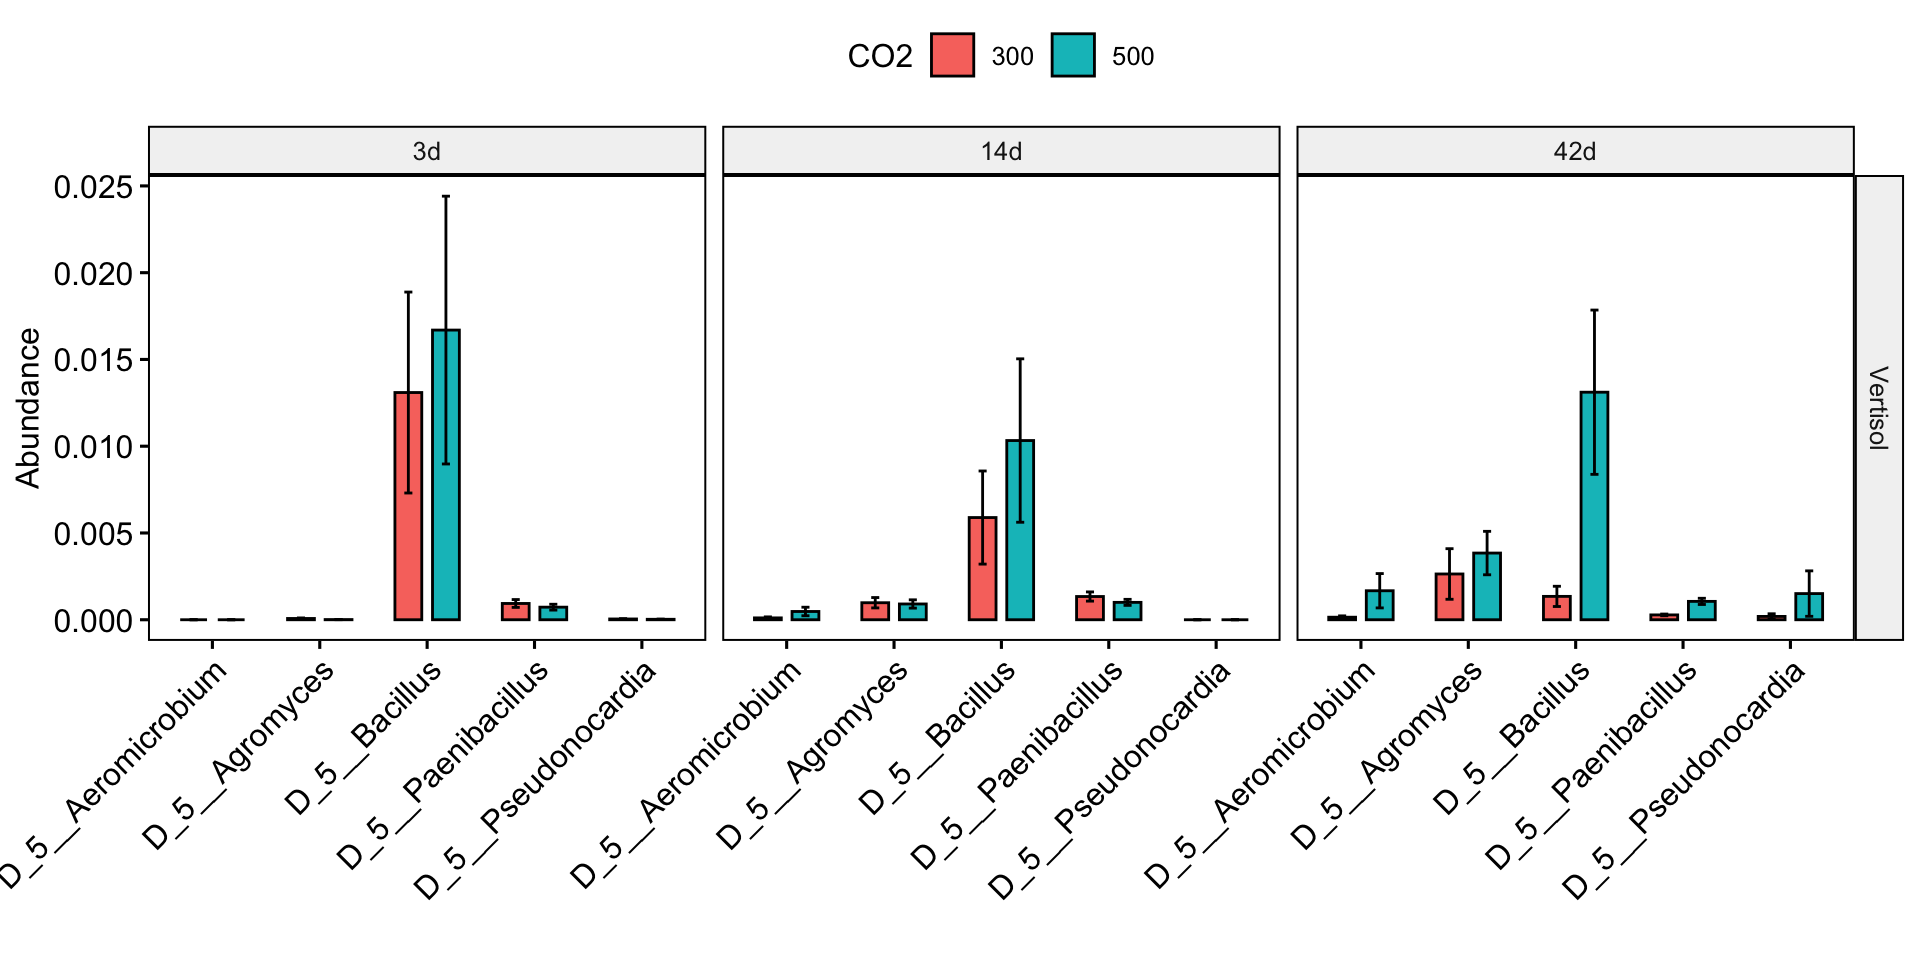 CO2 300 500
3d 14d 42d
Abundance
0.025
0.020
0.015
0.010
0.005
0.000
Vertisol
D_5__Aeromicrobium
D_5__Agromyces
D_5__Bacillus
D_5__Paenibacillus
D_5__Pseudonocardia
D_5__Aeromicrobium
D_5__Agromyces
D_5__Bacillus
D_5__Paenibacillus
D_5__Pseudonocardia
D_5__Aeromicrobium
D_5__Agromyces
D_5__Bacillus
D_5__Paenibacillus
D_5__Pseudonocardia